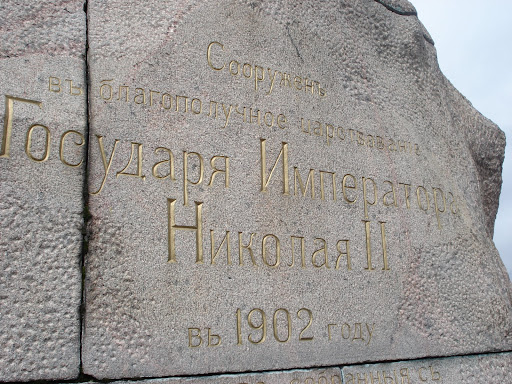 Сооруженъ
въ благополучное царствованіе
Государя Императора
Николая II
въ 1902 году